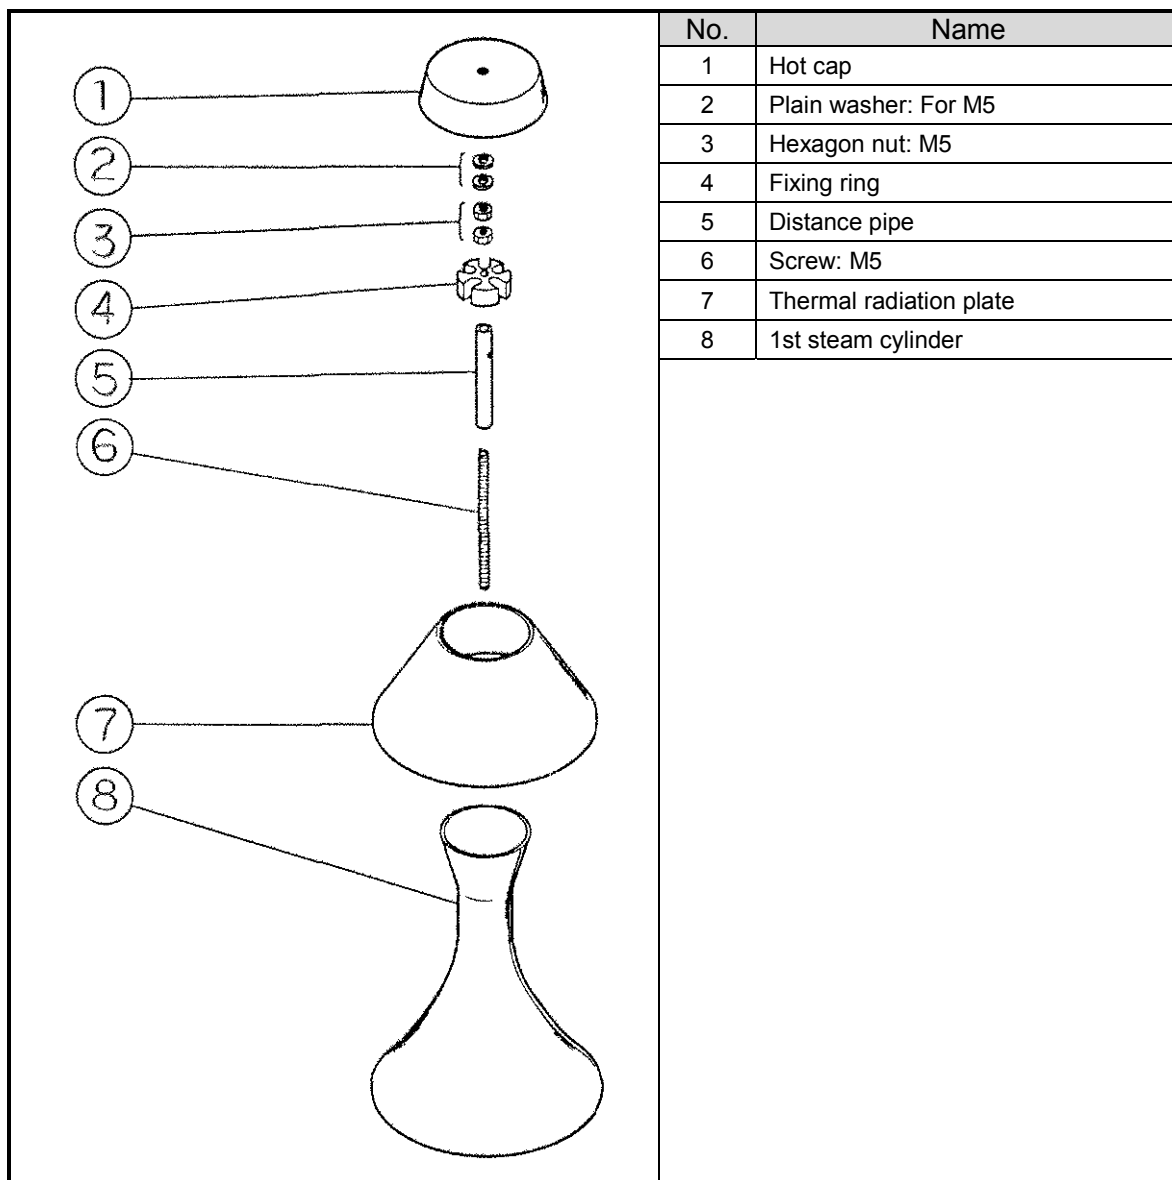 1
2
3
4
5
6
7
8
No. Name
1 Hot cap
2 Plain washer: For M5
3 Hexagon nut: M5
4 Fixing ring
5 Distance pipe
6 Screw: M5
7 Thermal radiation plate
8 1st steam cylinder